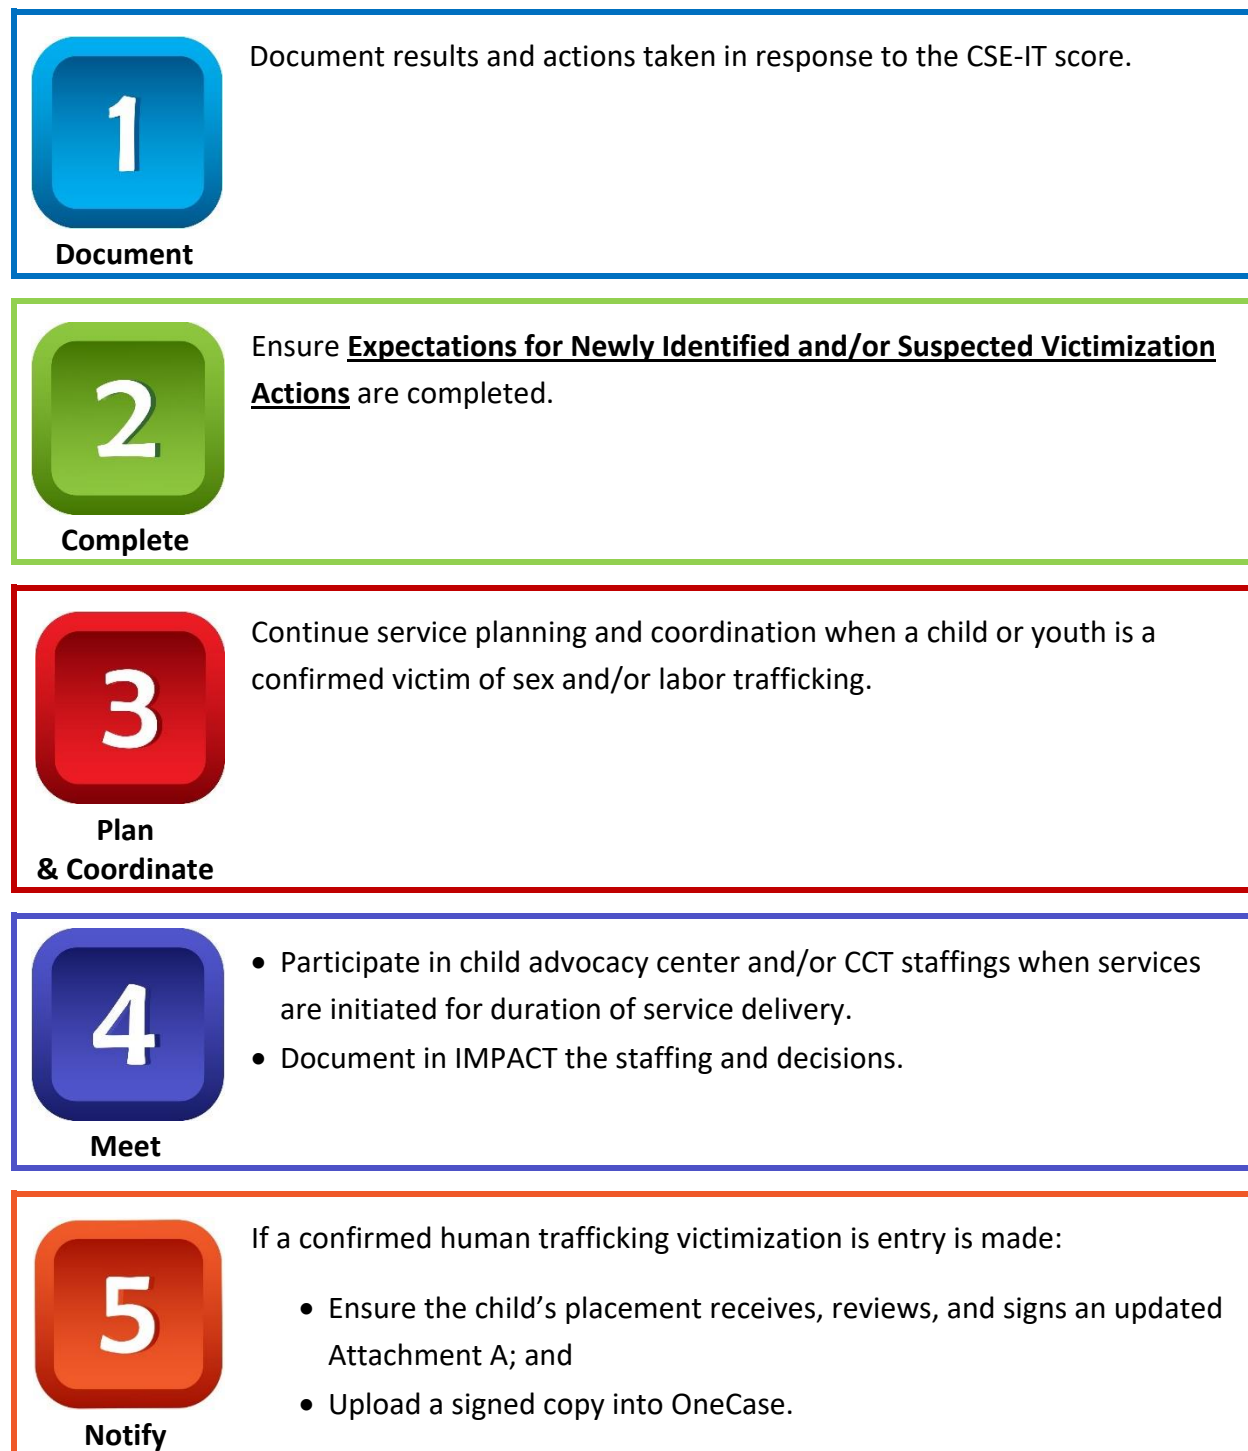 1
Document
Document results and actions taken in response to the CSE-IT score.
2
Complete
Ensure Expectations for Newly Identified and/or Suspected Victimization
Actions are completed.
3
Plan
& Coordinate
Continue service planning and coordination when a child or youth is a
confirmed victim of sex and/or labor trafficking.
4
Meet
• Participate in child advocacy center and/or CCT staffings when services
are initiated for duration of service delivery.
• Document in IMPACT the staffing and decisions.
5
Notify
If a confirmed human trafficking victimization is entry is made:
• Ensure the child’s placement receives, reviews, and signs an updated
Attachment A; and
• Upload a signed copy into OneCase.